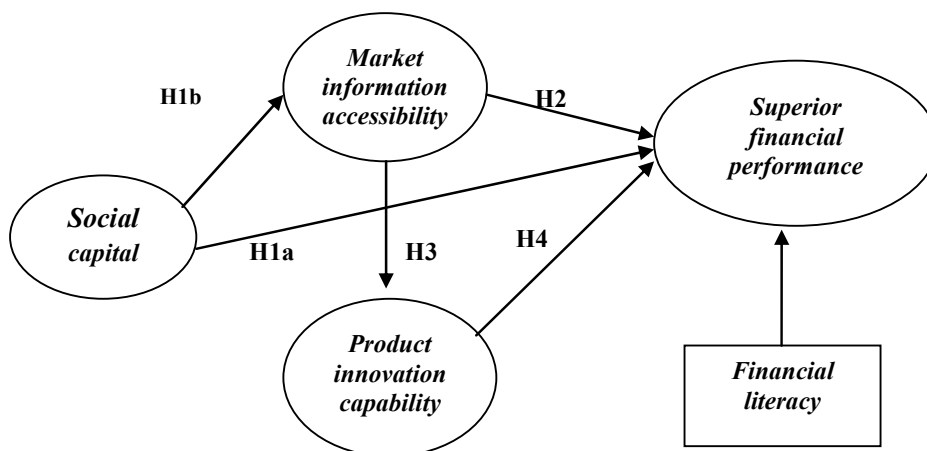 Market
information
accessibility
H1b
H2
Superior
financial
performance
Social
capital
H1a
H3
H4
Product
innovation
capability
Financial
literacy